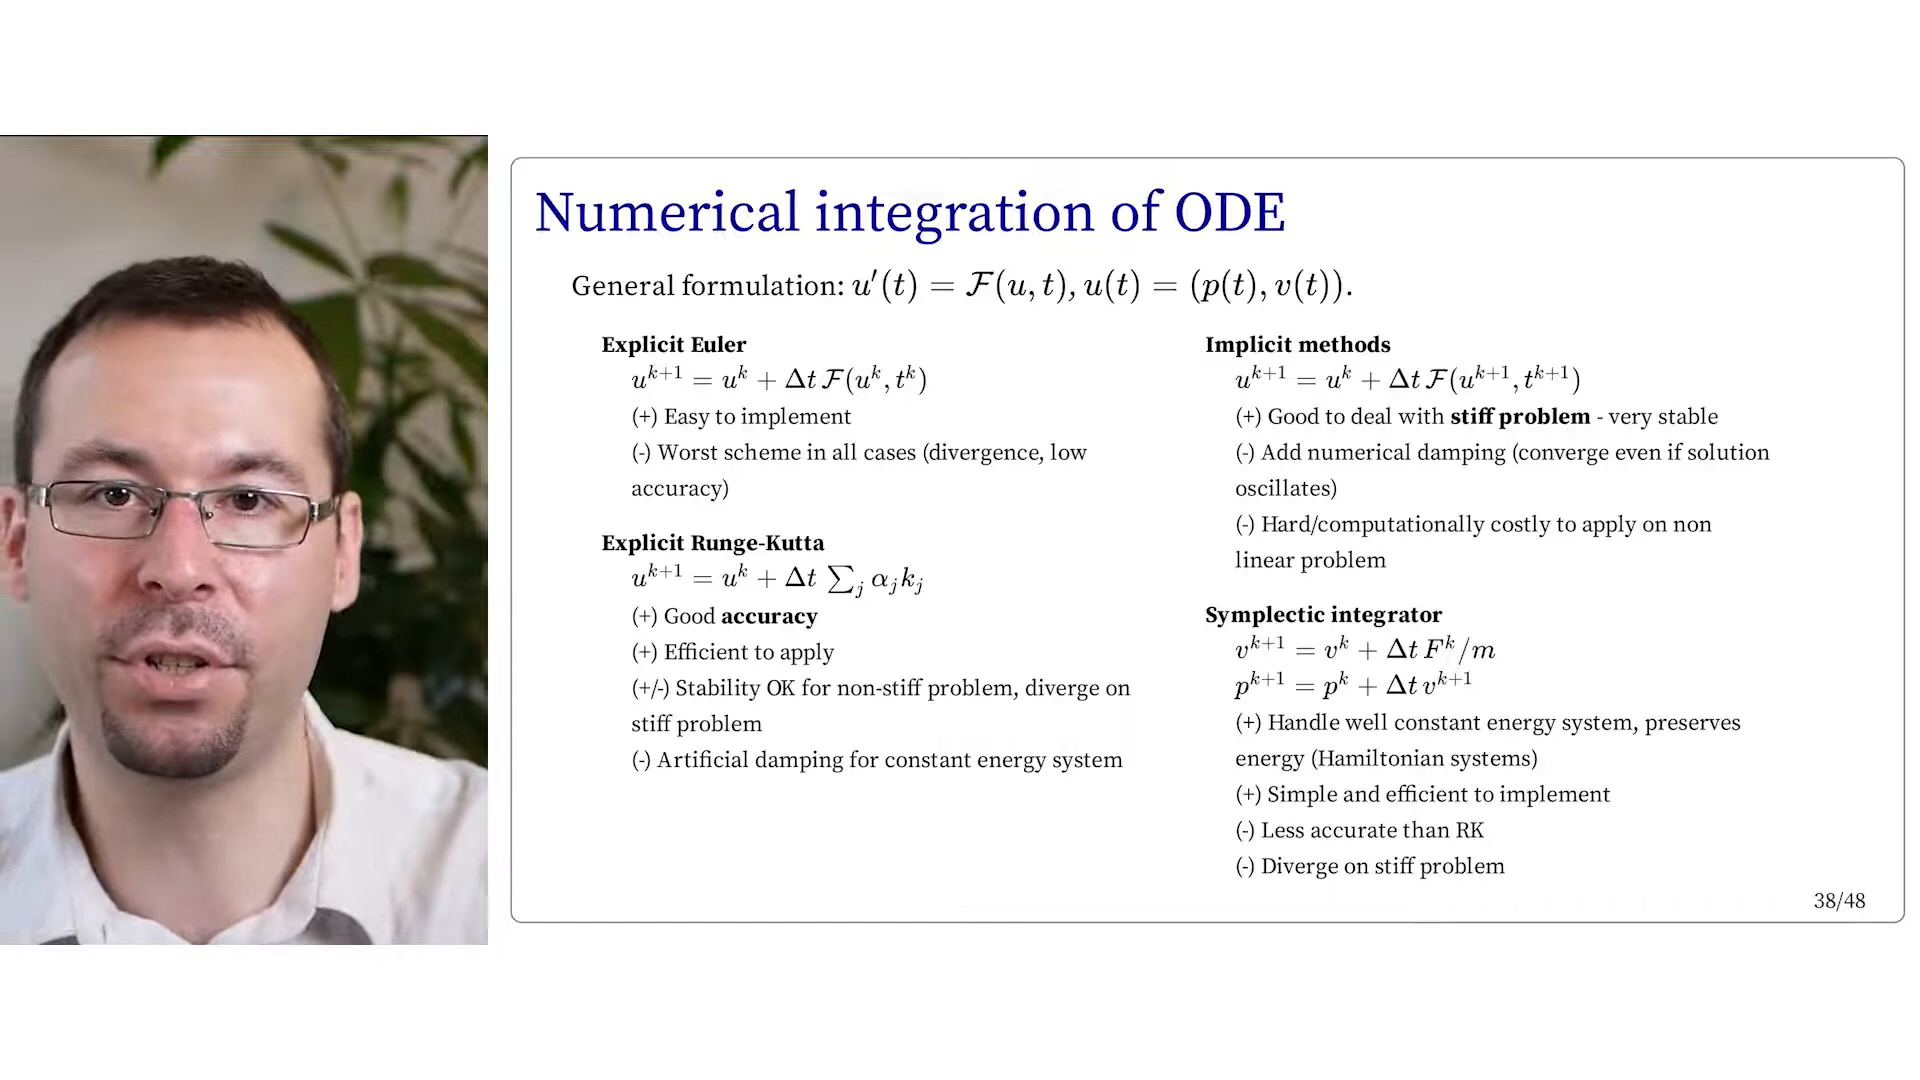 Numerical integration of ODE
General formulation: u′(t) = ℱ(u, t), u(t) = (p(t), v(t)).
Explicit Euler
u^{k+1} = u^k + Δt ℱ(u^k, t^k)
(+) Easy to implement
(-) Worst scheme in all cases (divergence, low
accuracy)
Explicit Runge-Kutta
u^{k+1} = u^k + Δt ∑_j α_j k_j
(+) Good accuracy
(+) Efficient to apply
(+/-) Stability OK for non-stiff problem, diverge on
stiff problem
(-) Artificial damping for constant energy system
Implicit methods
u^{k+1} = u^k + Δt ℱ(u^{k+1}, t^{k+1})
(+) Good to deal with stiff problem - very stable
(-) Add numerical damping (converge even if solution
oscillates)
(-) Hard/computationally costly to apply on non
linear problem
Symplectic integrator
v^{k+1} = v^k + Δt F^k/m
p^{k+1} = p^k + Δt v^{k+1}
(+) Handle well constant energy system, preserves
energy (Hamiltonian systems)
(+) Simple and efficient to implement
(-) Less accurate than RK
(-) Diverge on stiff problem
38/48